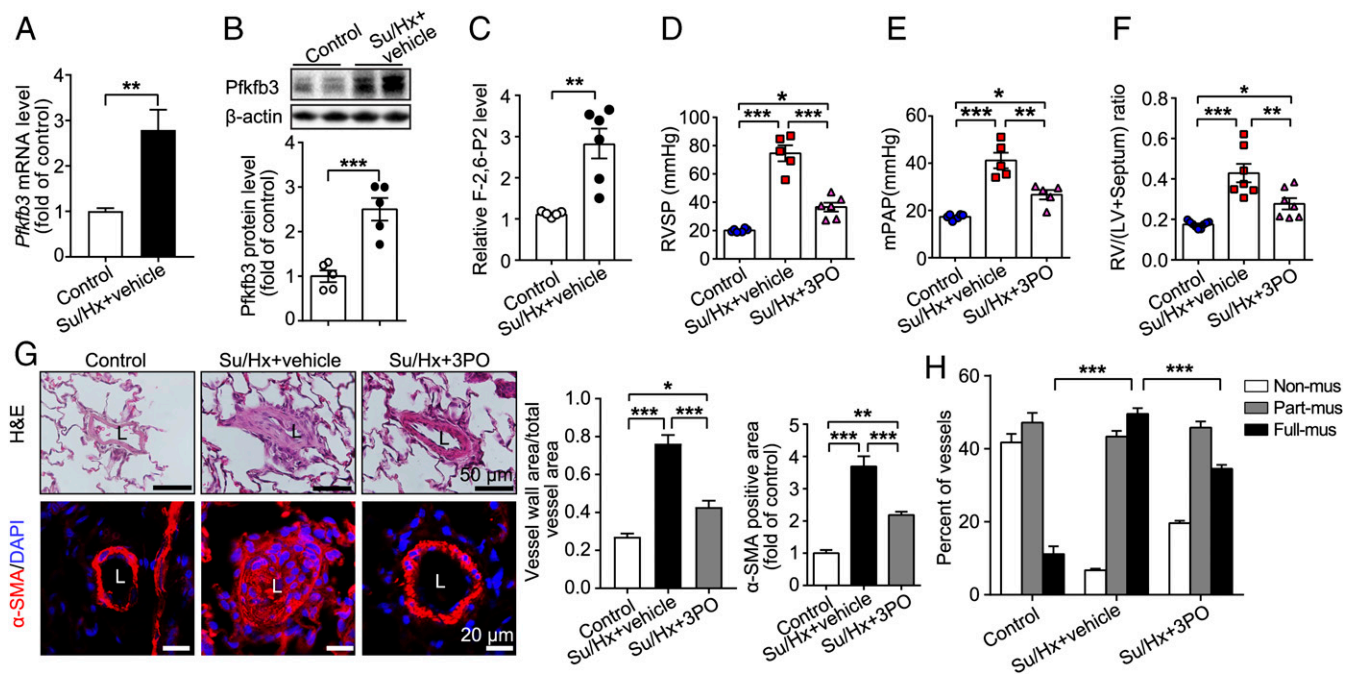 A
Pfkfb3 mRNA level
(fold of control)
4
3
2
1
0
**
Control
Su/Hx+vehicle
B
Control
Su/Hx+
vehicle
Pfkfb3
β-actin
Pfkfb3 protein level
(fold of control)
4
3
2
1
0
***
C
Relative F-2,6-P2 level
5
4
3
2
1
0
**
Control
Su/Hx+vehicle
D
RVSP (mmHg)
100
80
60
40
20
0
*
*** ***
Control
Su/Hx+vehicle
Su/Hx+3PO
E
mPAP(mmHg)
60
40
20
0
*
*** **
Control
Su/Hx+vehicle
Su/Hx+3PO
F
RV/(LV+Septum) ratio
0.8
0.6
0.4
0.2
0.0
*
*** **
Control
Su/Hx+vehicle
Su/Hx+3PO
G
Control Su/Hx+vehicle Su/Hx+3PO
H&E
L L L
50 µm
α-SMA/DAPI
L L L
20 µm
Vessel wall area/total
vessel area
1.0
0.8
0.6
0.4
0.2
0.0
*
*** ***
Control
Su/Hx+vehicle
Su/Hx+3PO
α-SMA positive area
(fold of control)
5
4
3
2
1
0
**
*** ***
Control
Su/Hx+vehicle
Su/Hx+3PO
H
Percent of vessels
60
40
20
0
*** ***
Non-mus
Part-mus
Full-mus
Control
Su/Hx+vehicle
Su/Hx+3PO